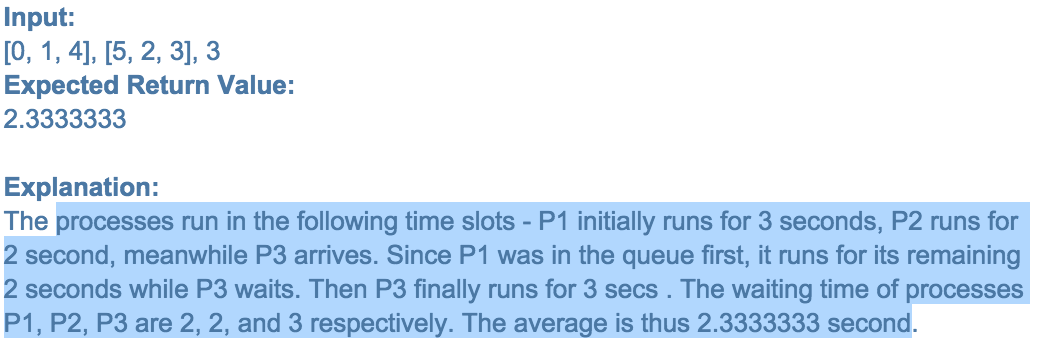 Input:
[0, 1, 4], [5, 2, 3], 3
Expected Return Value:
2.3333333
Explanation:
The processes run in the following time slots - P1 initially runs for 3 seconds, P2 runs for
2 second, meanwhile P3 arrives. Since P1 was in the queue first, it runs for its remaining
2 seconds while P3 waits. Then P3 finally runs for 3 secs . The waiting time of processes
P1, P2, P3 are 2, 2, and 3 respectively. The average is thus 2.3333333 second.